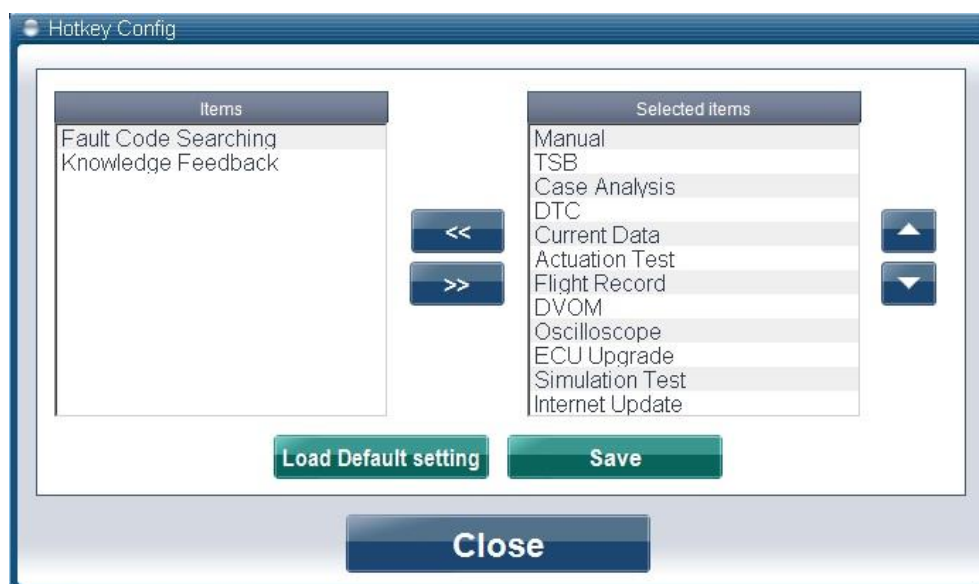 Hotkey Config
Items
Fault Code Searching
Knowledge Feedback
<<
>>
Selected items
Manual
TSB
Case Analysis
DTC
Current Data
Actuation Test
Flight Record
DVOM
Oscilloscope
ECU Upgrade
Simulation Test
Internet Update
Load Default setting
Save
Close